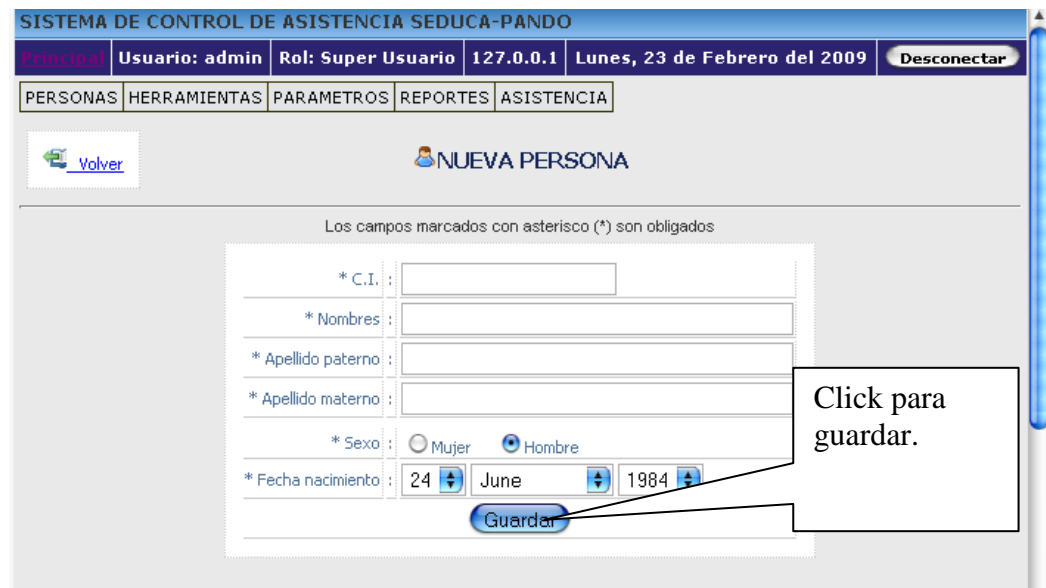 SISTEMA DE CONTROL DE ASISTENCIA SEDUCA-PANDO
Principal Usuario: admin Rol: Super Usuario 127.0.0.1 Lunes, 23 de Febrero del 2009 Desconectar
PERSONAS HERRAMIENTAS PARAMETROS REPORTES ASISTENCIA
Volver
NUEVA PERSONA
Los campos marcados con asterisco (*) son obligados
* C.I. :
* Nombres :
* Apellido paterno :
* Apellido materno :
* Sexo : Mujer Hombre
* Fecha nacimiento : 24 June 1984
Guardar
Click para
guardar.